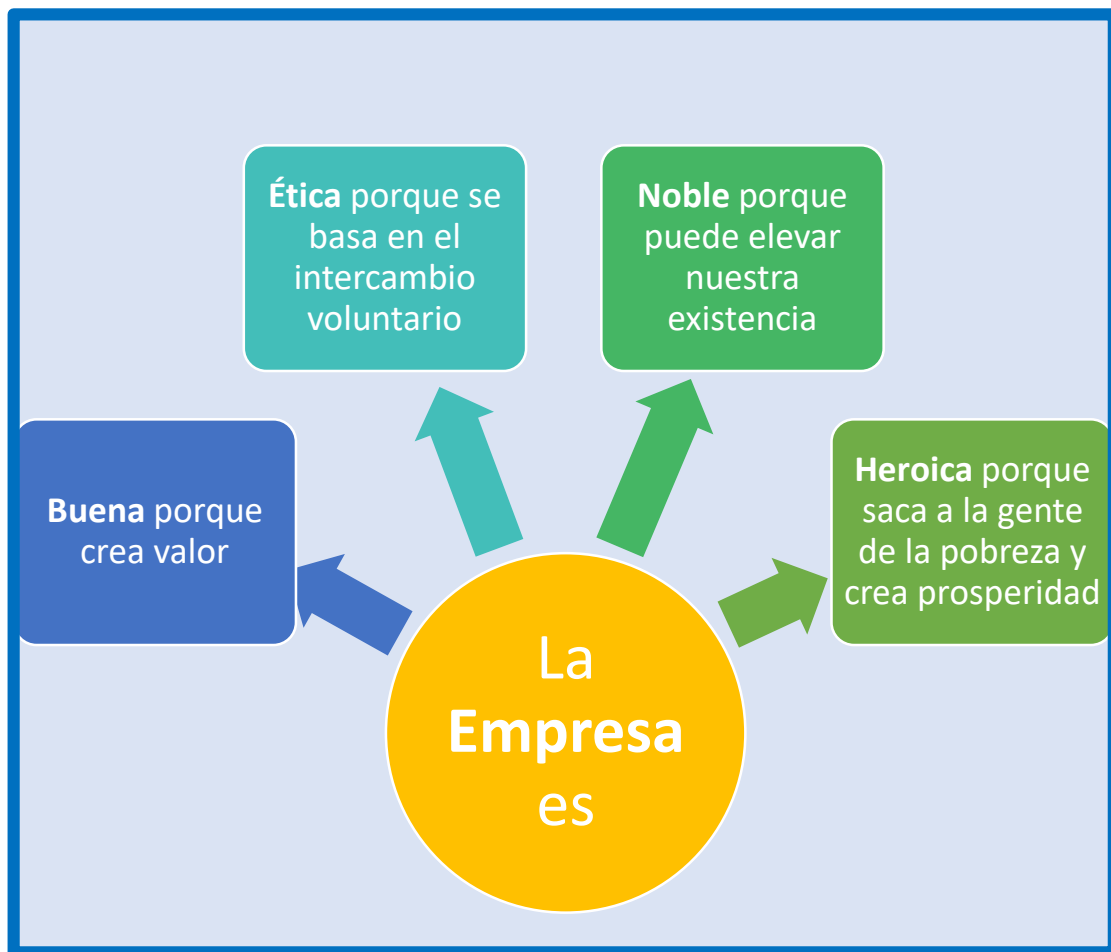 Ética porque se
basa en el
intercambio
voluntario
Noble porque
puede elevar
nuestra
existencia
Buena porque
crea valor
Heroica porque
saca a la gente
de la pobreza y
crea prosperidad
La
Empresa
es